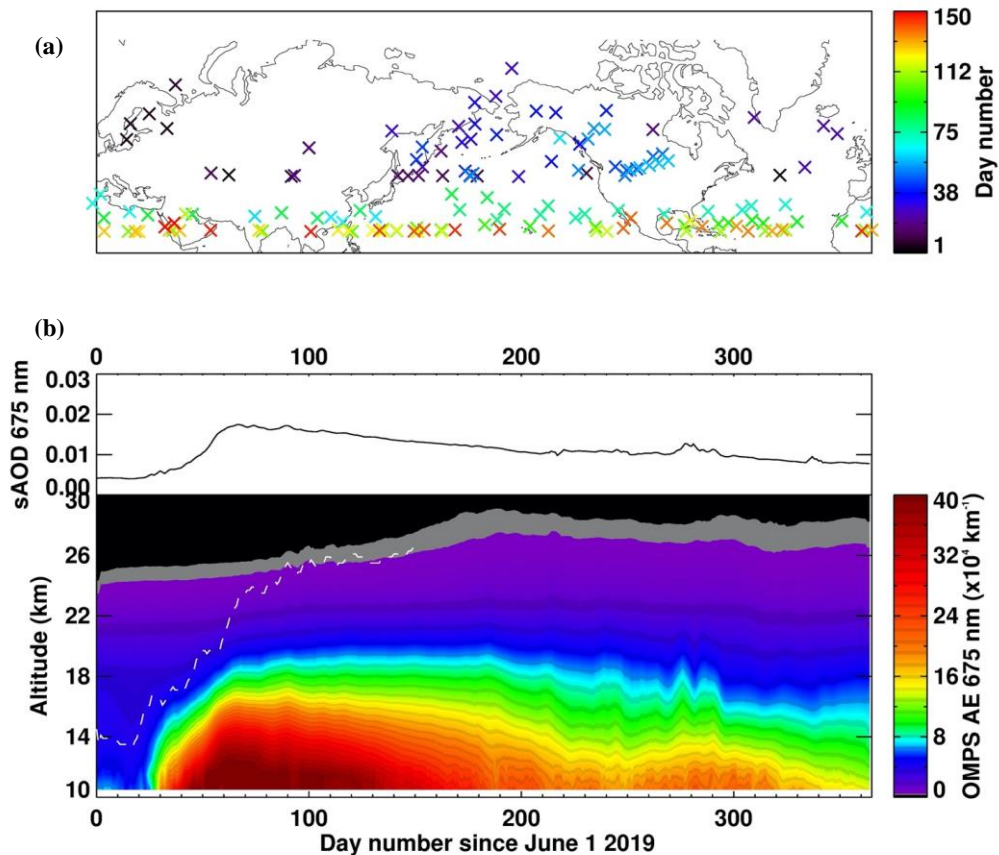 (a)
150
112
75
38
1
Day number
(b)
0 100 200 300
0.03
0.02
0.01
0.00
sAOD 675 nm
30
26
22
18
14
10
Altitude (km)
40
32
24
16
8
0
OMPS AE 675 nm (x10⁴ km⁻¹)
0 100 200 300
Day number since June 1 2019